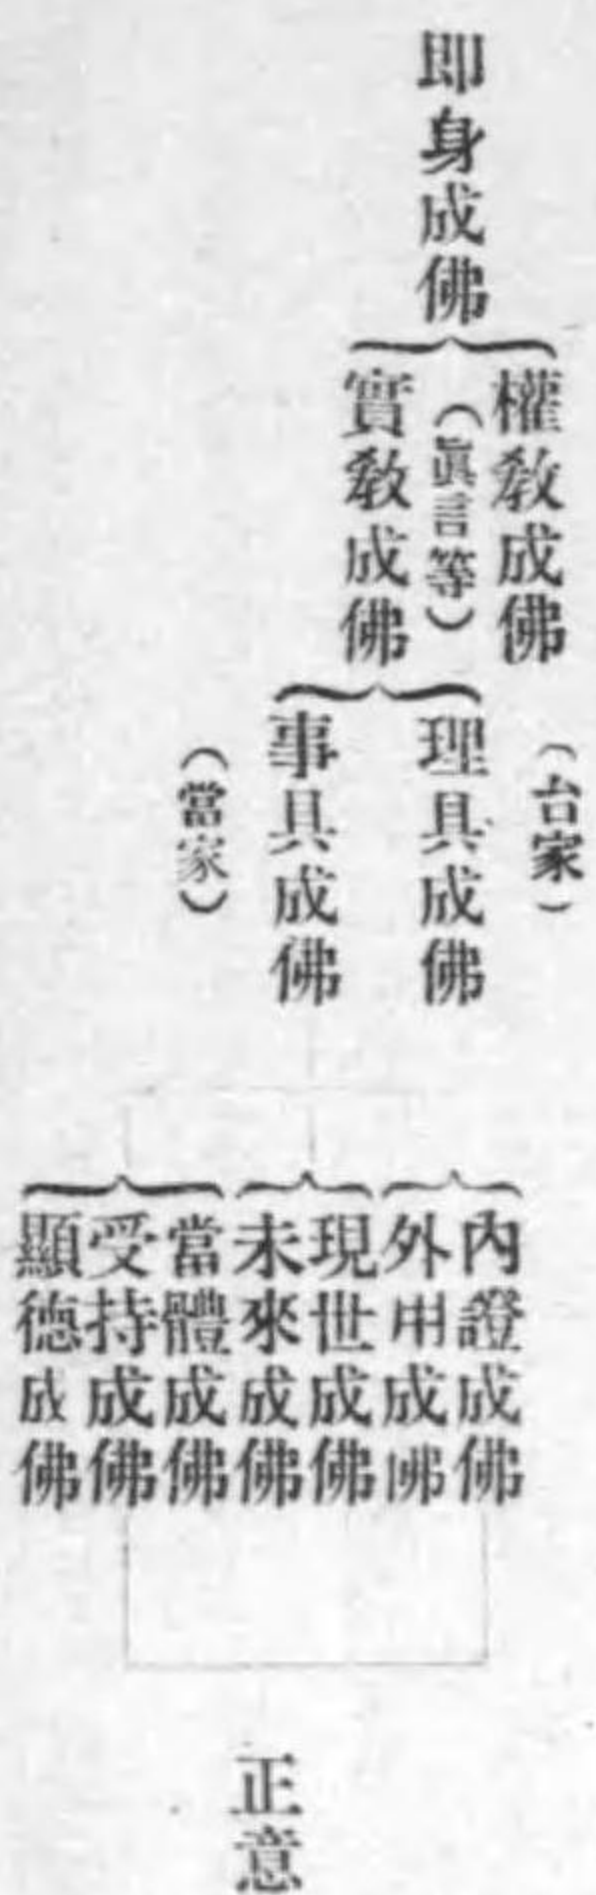 即身成佛
權敎成佛
（眞言等）
實敎成佛
（台家）
理具成佛
事具成佛
（當家）
內證成佛
外用成佛
現世成佛
未來成佛
當體成佛
受持成佛
顯德成佛
正意